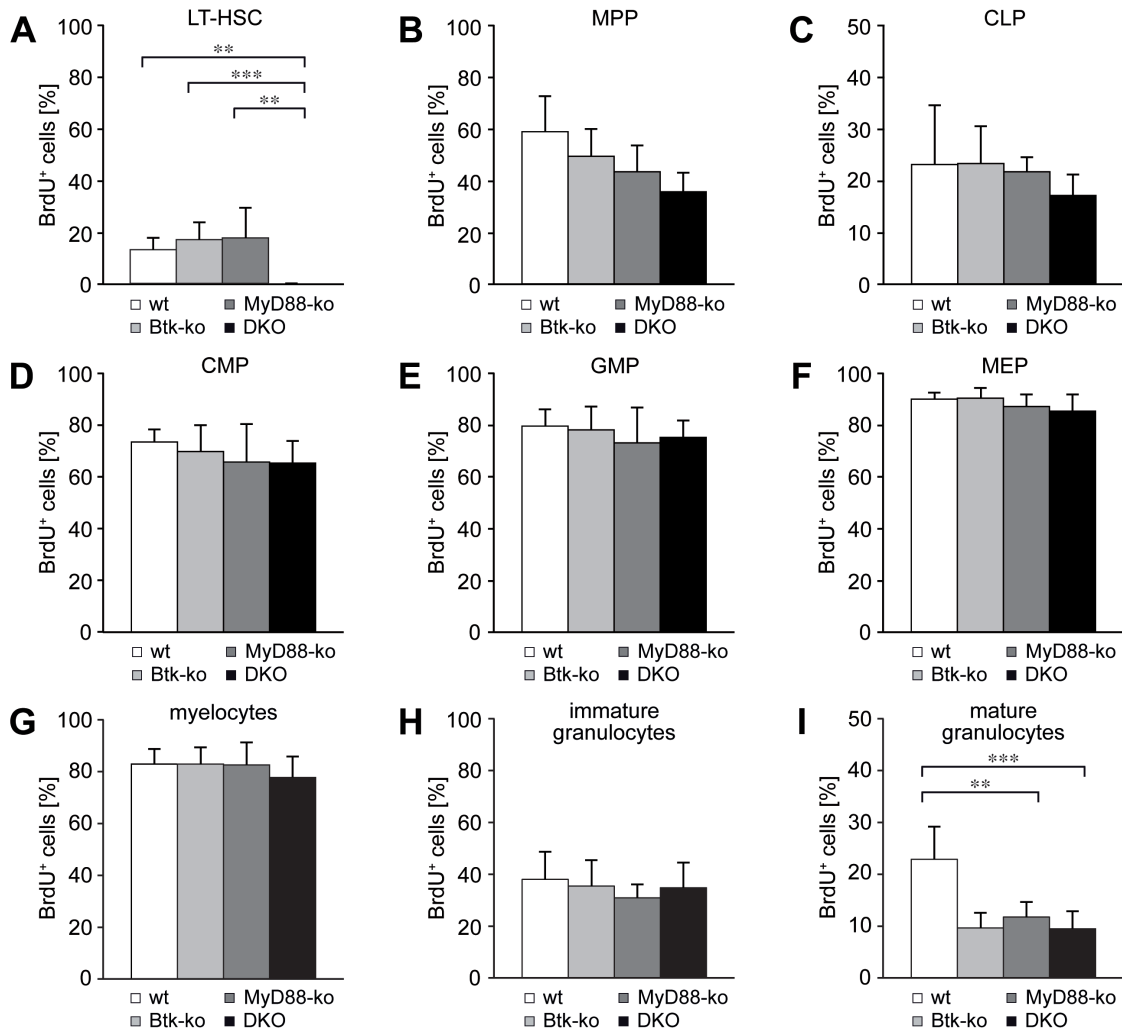 A
LT-HSC
BrdU⁺ cells [%]
100
80
60
40
20
0
**
***
**
wt
MyD88-ko
Btk-ko
DKO
B
MPP
BrdU⁺ cells [%]
100
80
60
40
20
0
wt
MyD88-ko
Btk-ko
DKO
C
CLP
BrdU⁺ cells [%]
50
40
30
20
10
0
wt
MyD88-ko
Btk-ko
DKO
D
CMP
BrdU⁺ cells [%]
100
80
60
40
20
0
wt
MyD88-ko
Btk-ko
DKO
E
GMP
BrdU⁺ cells [%]
100
80
60
40
20
0
wt
MyD88-ko
Btk-ko
DKO
F
MEP
BrdU⁺ cells [%]
100
80
60
40
20
0
wt
MyD88-ko
Btk-ko
DKO
G
myelocytes
BrdU⁺ cells [%]
100
80
60
40
20
0
wt
MyD88-ko
Btk-ko
DKO
H
immature
granulocytes
BrdU⁺ cells [%]
100
80
60
40
20
0
wt
MyD88-ko
Btk-ko
DKO
I
mature
granulocytes
BrdU⁺ cells [%]
50
40
30
20
10
0
***
**
wt
MyD88-ko
Btk-ko
DKO